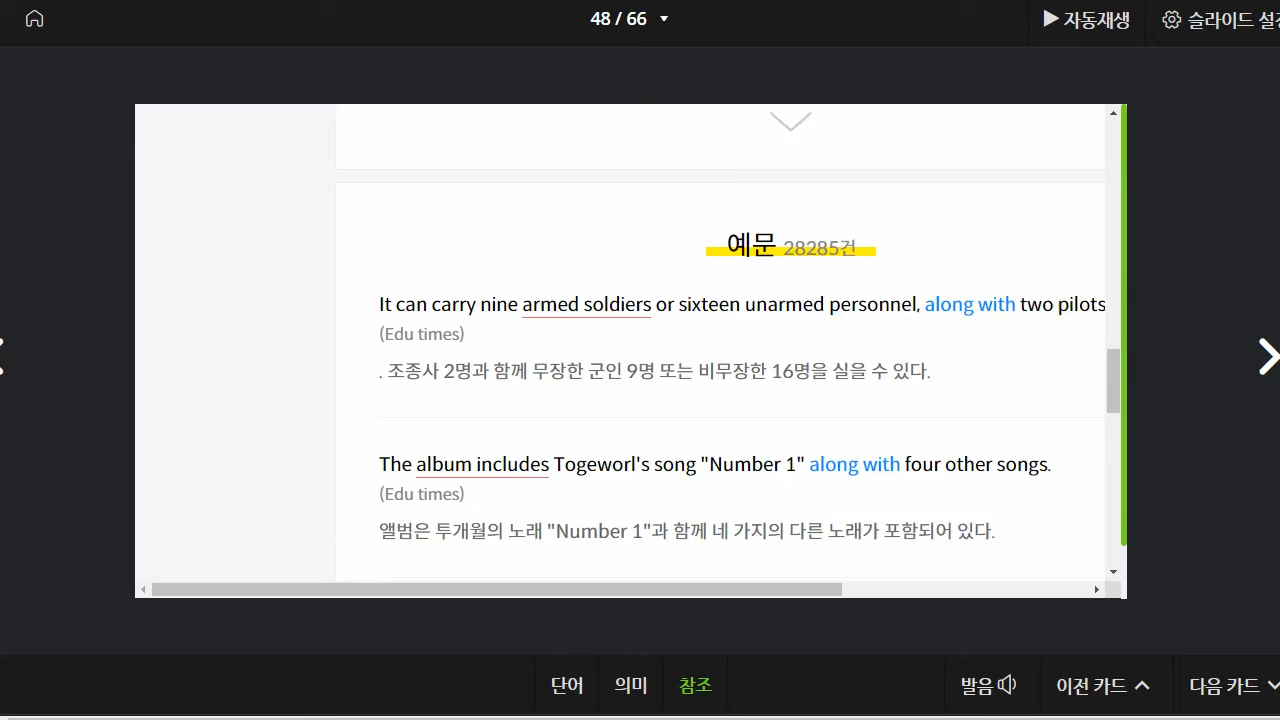 48 / 66
자동재생
슬라이드 설정
예문 28285건
It can carry nine armed soldiers or sixteen unarmed personnel, along with two pilots
(Edu times)
. 조종사 2명과 함께 무장한 군인 9명 또는 비무장한 16명을 실을 수 있다.
The album includes Togeworl's song "Number 1" along with four other songs.
(Edu times)
앨범은 투개월의 노래 "Number 1"과 함께 네 가지의 다른 노래가 포함되어 있다.
단어 의미 참조 발음 이전 카드 다음 카드